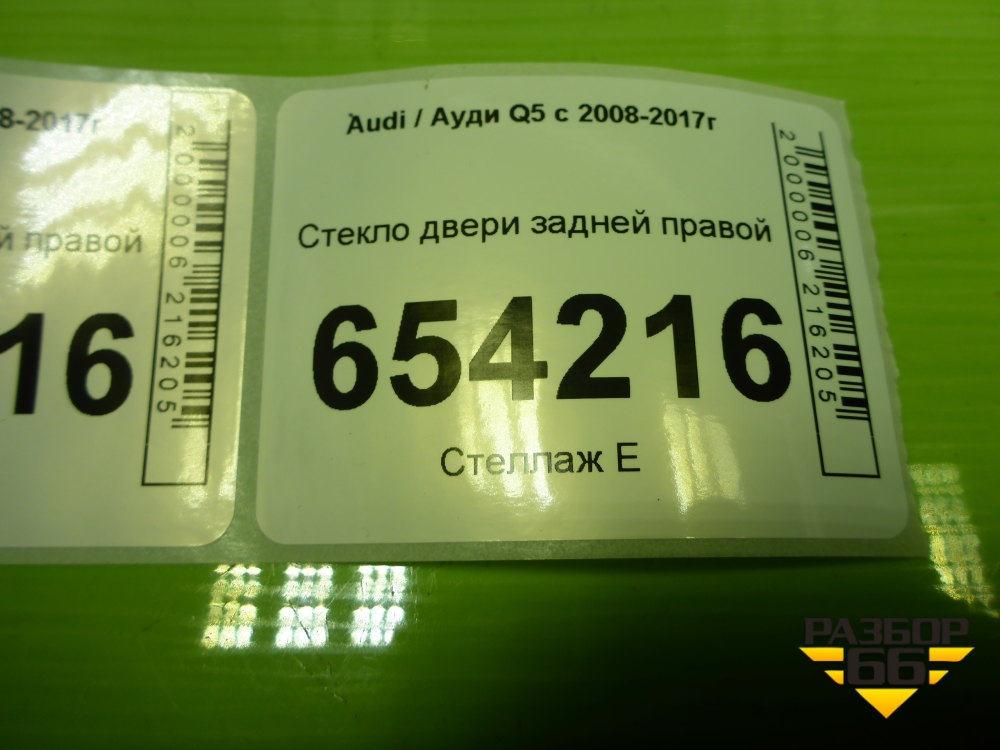 8-2017г
й правой
16
2000006216205
Audi / Ауди Q5 с 2008-2017г
Стекло двери задней правой
654216
Стеллаж Е
2000006216205
РАЗБОР
66